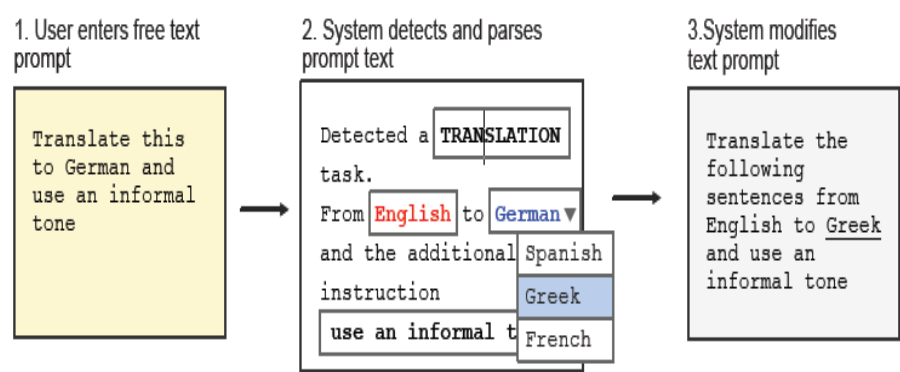 1. User enters free text
prompt
Translate this
to German and
use an informal
tone
2. System detects and parses
prompt text
Detected a TRANSLATION
task.
From English to German▼
and the additional
instruction
use an informal t
Spanish
Greek
French
3.System modifies
text prompt
Translate the
following
sentences from
English to Greek
and use an
informal tone